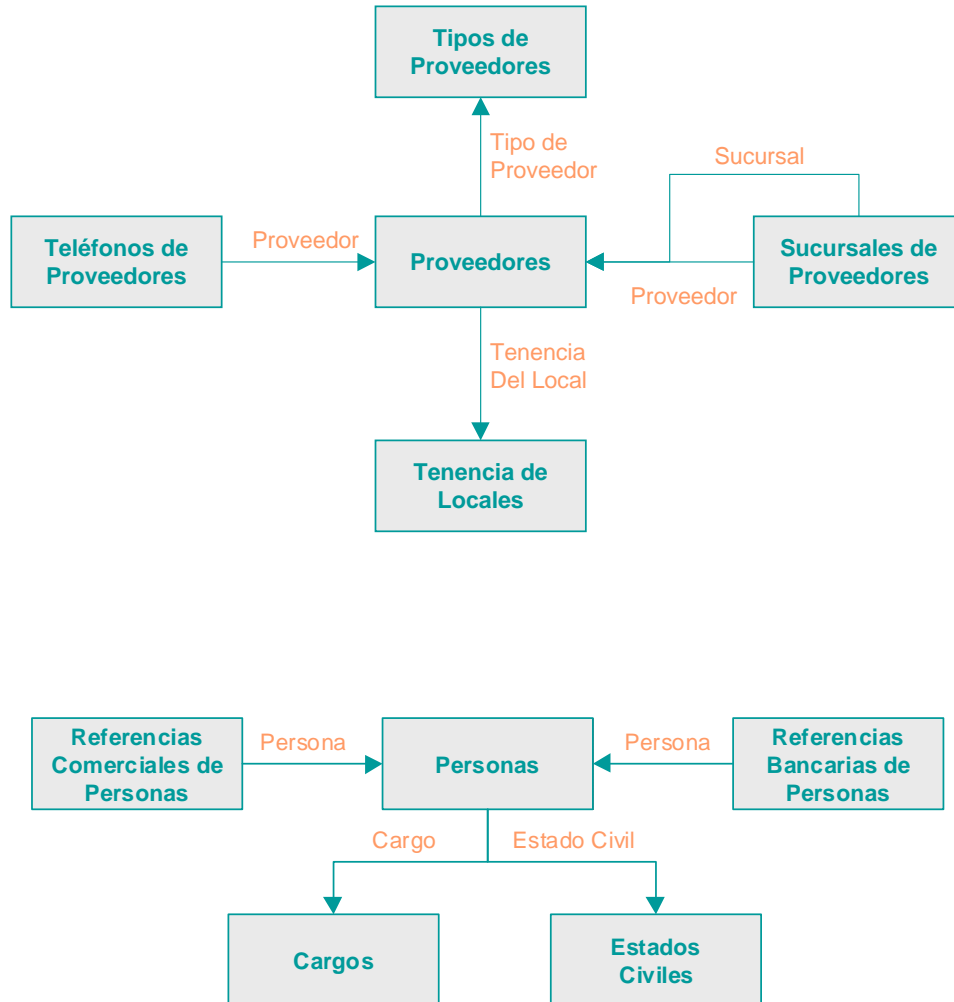 Tipos de
Proveedores
Tipo de
Proveedor
Sucursal
Teléfonos de
Proveedores
Proveedor
Proveedores
Sucursales de
Proveedores
Proveedor
Tenencia
Del Local
Tenencia de
Locales
Referencias
Comerciales de
Personas
Persona
Personas
Persona
Referencias
Bancarias de
Personas
Cargo
Estado Civil
Cargos
Estados
Civiles